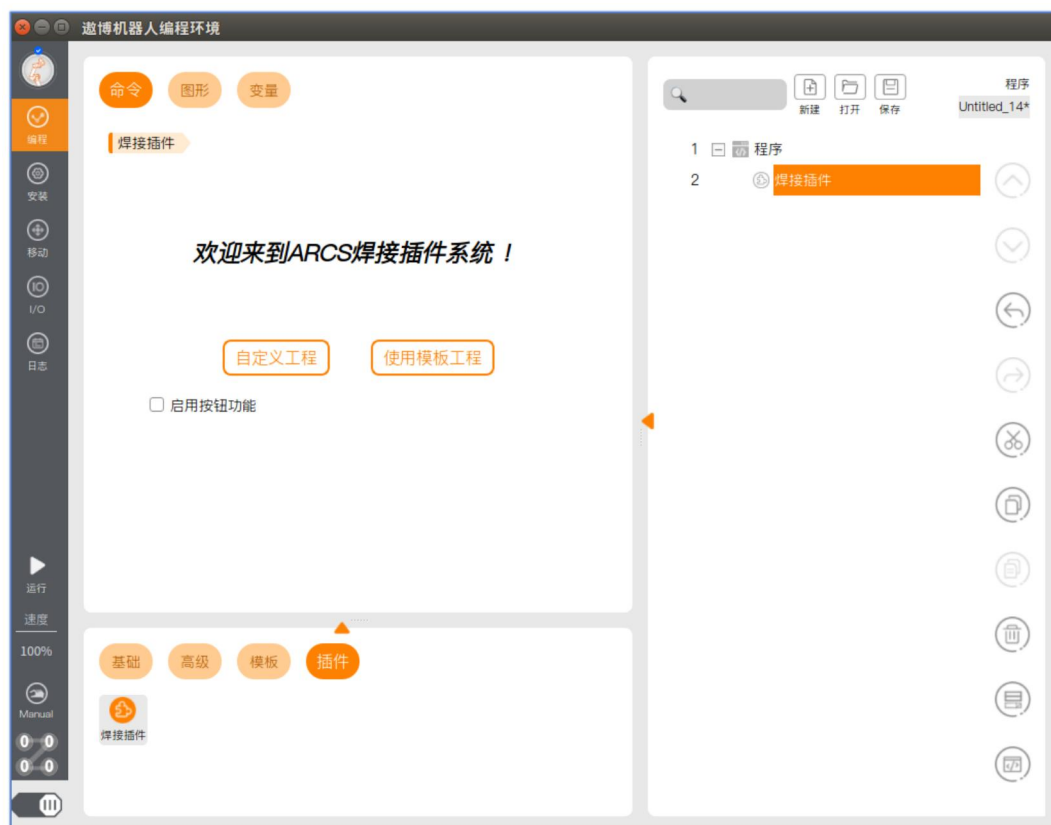 遨博机器人编程环境
编程
安装
移动
I/O
日志
运行
速度
100%
Manual
0 0
0 0
命令 图形 变量
焊接插件
欢迎来到ARCS焊接插件系统！
自定义工程 使用模板工程
启用按钮功能
基础 高级 模板 插件
焊接插件
新建 打开 保存
程序
Untitled_14*
1 程序
2 焊接插件